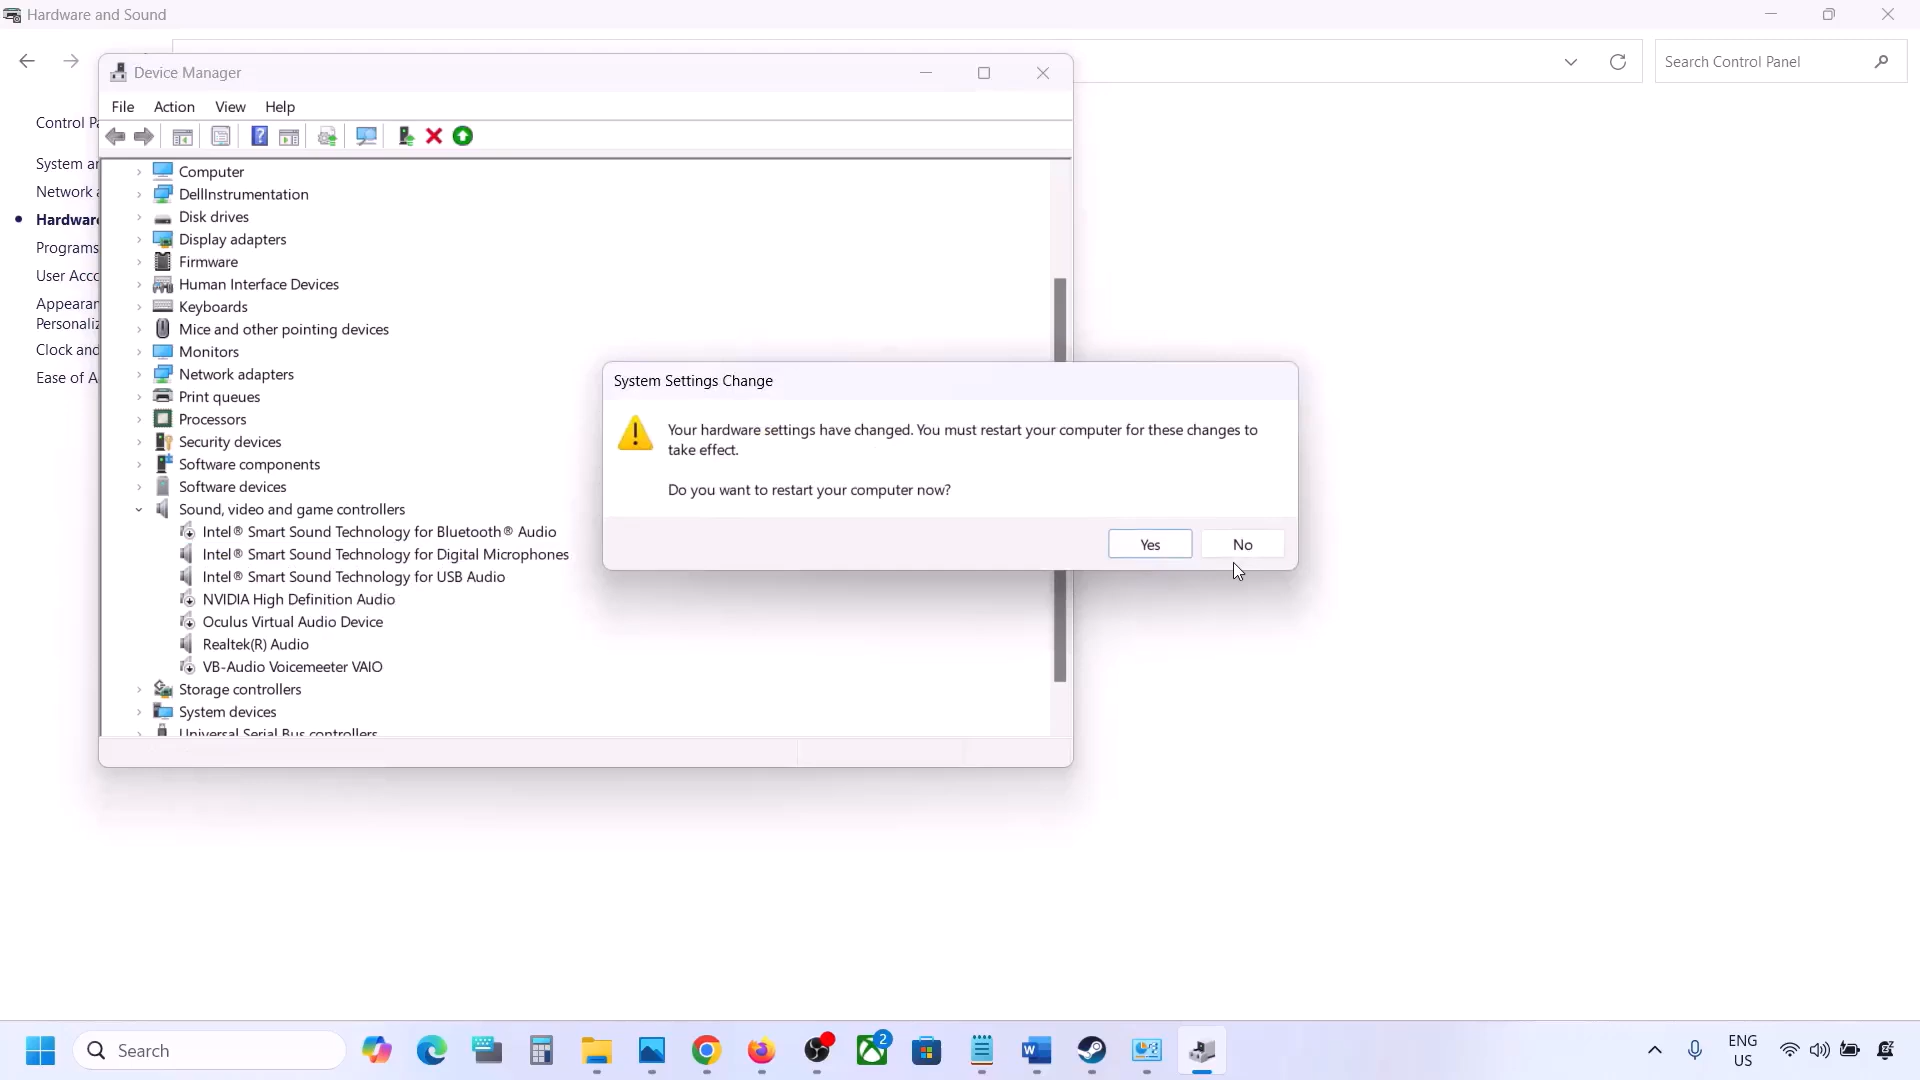 Hardware and Sound
Search Control Panel
Device Manager
File Action View Help
Control Pa
System an
Network a
Hardware
Programs
User Acco
Appearan
Personaliz
Clock and
Ease of A
Computer
DellInstrumentation
Disk drives
Display adapters
Firmware
Human Interface Devices
Keyboards
Mice and other pointing devices
Monitors
Network adapters
Print queues
Processors
Security devices
Software components
Software devices
Sound, video and game controllers
Intel® Smart Sound Technology for Bluetooth® Audio
Intel® Smart Sound Technology for Digital Microphones
Intel® Smart Sound Technology for USB Audio
NVIDIA High Definition Audio
Oculus Virtual Audio Device
Realtek(R) Audio
VB-Audio Voicemeeter VAIO
Storage controllers
System devices
Universal Serial Bus controllers
System Settings Change
Your hardware settings have changed. You must restart your computer for these changes to
take effect.
Do you want to restart your computer now?
Yes No
Search
2
ENG
US